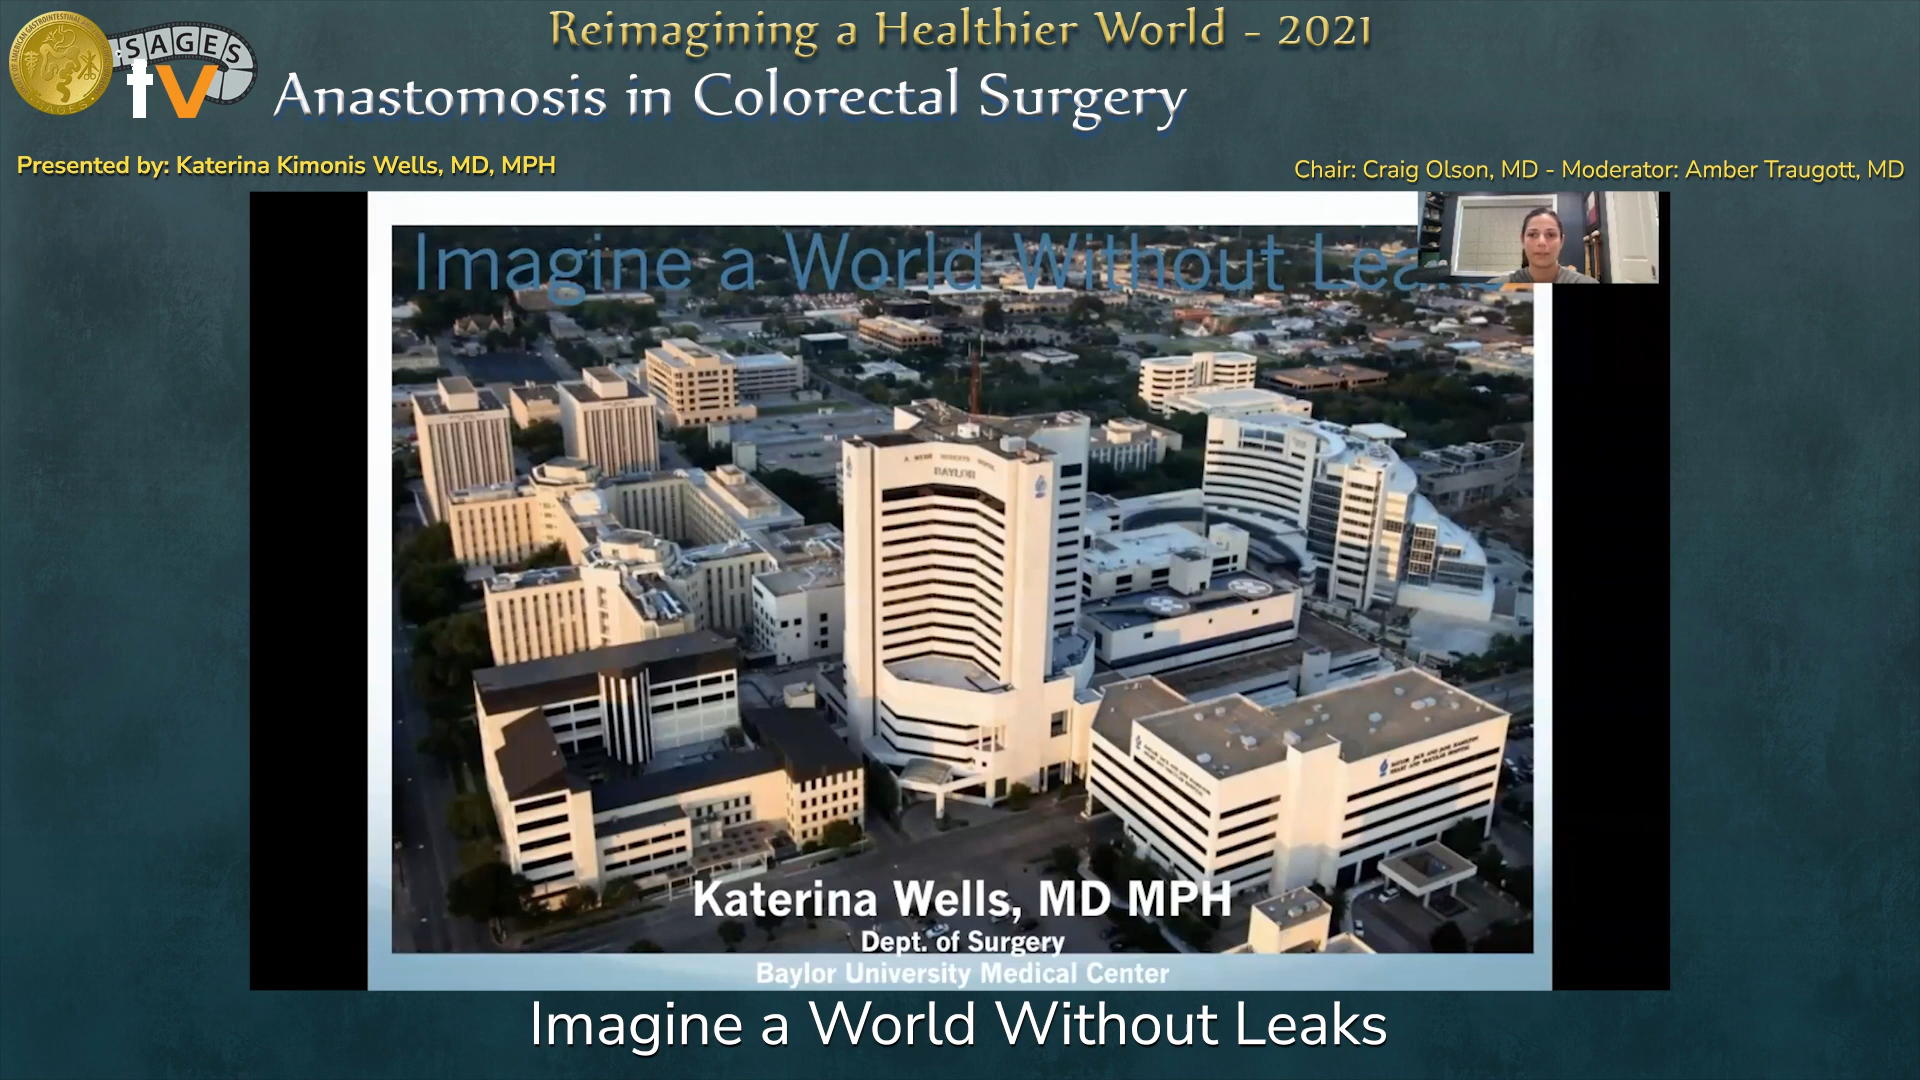 Reimagining a Healthier World - 2021
SAGES
tv
Anastomosis in Colorectal Surgery
Presented by: Katerina Kimonis Wells, MD, MPH
Chair: Craig Olson, MD - Moderator: Amber Traugott, MD
Imagine a World Without Lea
BAYLOR
Katerina Wells, MD MPH
Dept. of Surgery
Baylor University Medical Center
Imagine a World Without Leaks